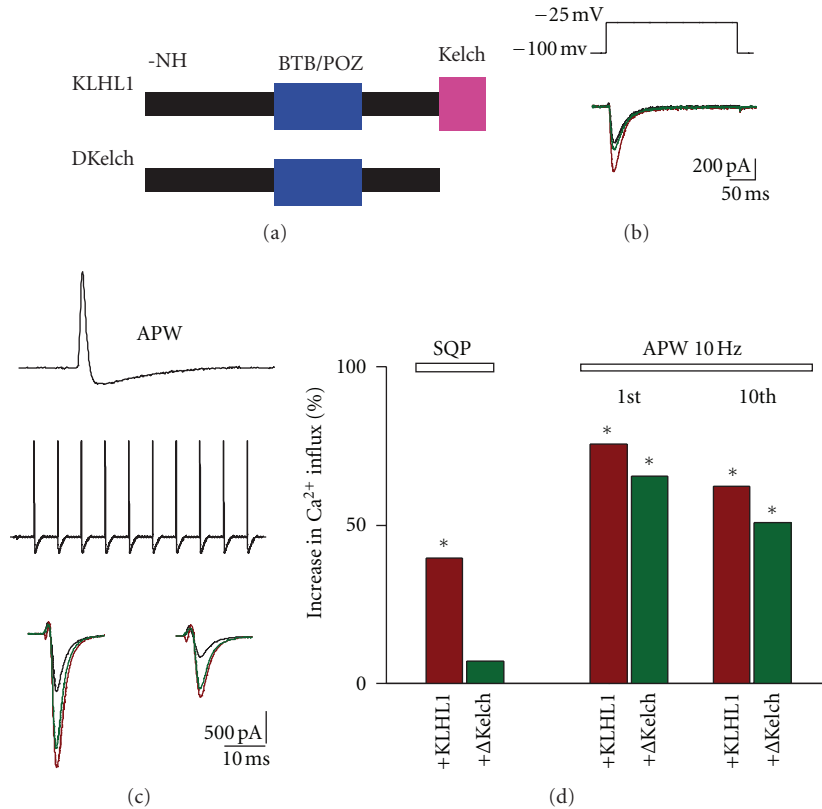 -NH
BTB/POZ
Kelch
KLHL1
DKelch
(a)
−25 mV
−100 mv
200 pA
50 ms
(b)
APW
500 pA
10 ms
(c)
SQP
APW 10 Hz
1st
10th
Increase in Ca2+ influx (%)
100
50
0
*
*
*
*
*
+KLHL1
+ΔKelch
+KLHL1
+ΔKelch
+KLHL1
+ΔKelch
(d)